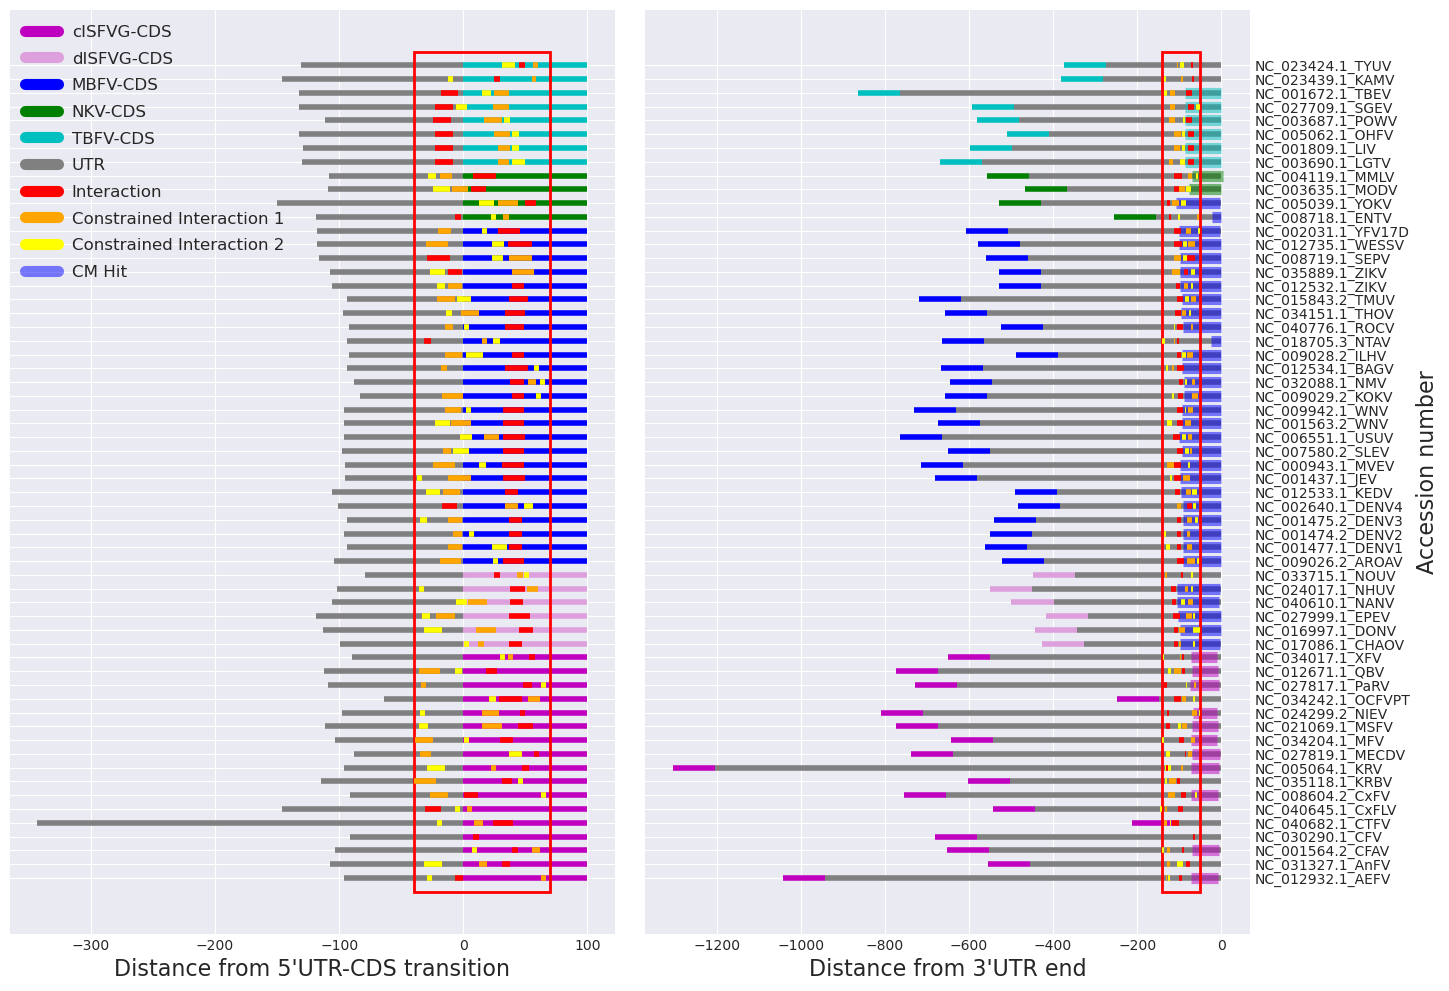 cISFVG-CDS
dISFVG-CDS
MBFV-CDS
NKV-CDS
TBFV-CDS
UTR
Interaction
Constrained Interaction 1
Constrained Interaction 2
CM Hit
−300
−200
−100
0
100
Distance from 5'UTR-CDS transition
−1200
−1000
−800
−600
−400
−200
0
Distance from 3'UTR end
NC_023424.1_TYUV
NC_023439.1_KAMV
NC_001672.1_TBEV
NC_027709.1_SGEV
NC_003687.1_POWV
NC_005062.1_OHFV
NC_001809.1_LIV
NC_003690.1_LGTV
NC_004119.1_MMLV
NC_003635.1_MODV
NC_005039.1_YOKV
NC_008718.1_ENTV
NC_002031.1_YFV17D
NC_012735.1_WESSV
NC_008719.1_SEPV
NC_035889.1_ZIKV
NC_012532.1_ZIKV
NC_015843.2_TMUV
NC_034151.1_THOV
NC_040776.1_ROCV
NC_018705.3_NTAV
NC_009028.2_ILHV
NC_012534.1_BAGV
NC_032088.1_NMV
NC_009029.2_KOKV
NC_009942.1_WNV
NC_001563.2_WNV
NC_006551.1_USUV
NC_007580.2_SLEV
NC_000943.1_MVEV
NC_001437.1_JEV
NC_012533.1_KEDV
NC_002640.1_DENV4
NC_001475.2_DENV3
NC_001474.2_DENV2
NC_001477.1_DENV1
NC_009026.2_AROAV
NC_033715.1_NOUV
NC_024017.1_NHUV
NC_040610.1_NANV
NC_027999.1_EPEV
NC_016997.1_DONV
NC_017086.1_CHAOV
NC_034017.1_XFV
NC_012671.1_QBV
NC_027817.1_PaRV
NC_034242.1_OCFVPT
NC_024299.2_NIEV
NC_021069.1_MSFV
NC_034204.1_MFV
NC_027819.1_MECDV
NC_005064.1_KRV
NC_035118.1_KRBV
NC_008604.2_CxFV
NC_040645.1_CxFLV
NC_040682.1_CTFV
NC_030290.1_CFV
NC_001564.2_CFAV
NC_031327.1_AnFV
NC_012932.1_AEFV
Accession number